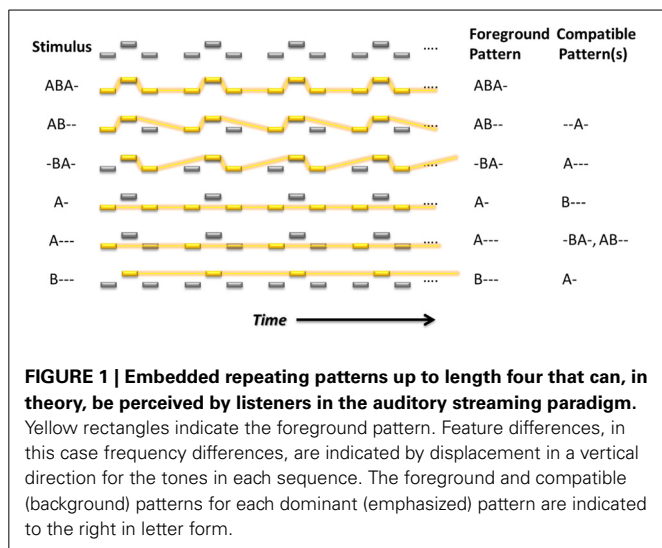 Stimulus .... Foreground Pattern Compatible Pattern(s)
ABA- .... ABA-
AB-- .... AB-- --A-
-BA- .... -BA- A---
A- .... A- B---
A--- .... A--- -BA-, AB--
B--- .... B--- A-
Time
FIGURE 1 | Embedded repeating patterns up to length four that can, in
theory, be perceived by listeners in the auditory streaming paradigm.
Yellow rectangles indicate the foreground pattern. Feature differences, in
this case frequency differences, are indicated by displacement in a vertical
direction for the tones in each sequence. The foreground and compatible
(background) patterns for each dominant (emphasized) pattern are indicated
to the right in letter form.